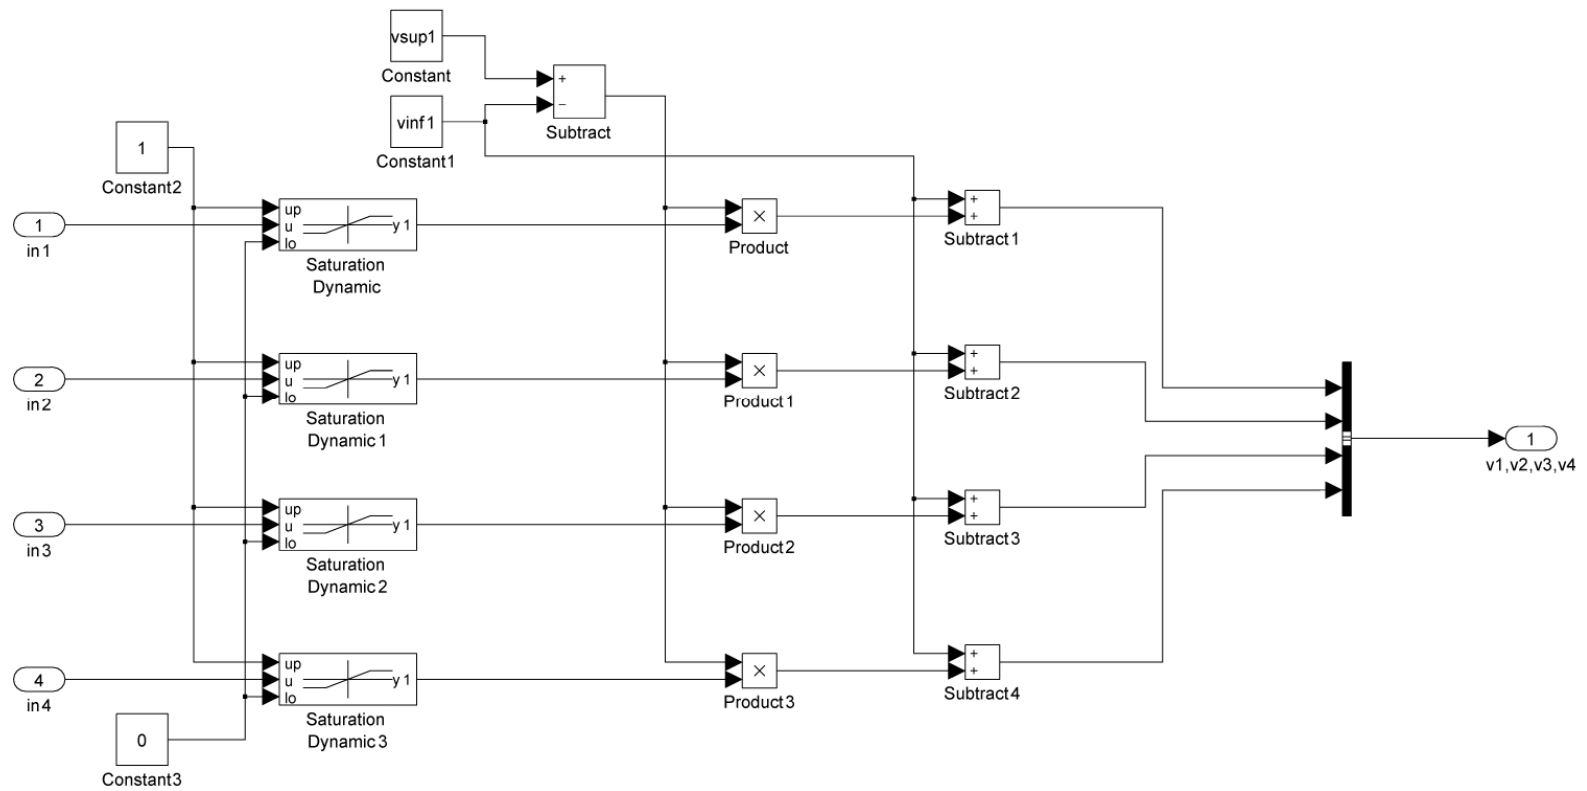 vsup1
Constant
+
−
Subtract
vinf1
Constant1
1
Constant2
1
in1
up
u
lo
y1
Saturation
Dynamic
×
Product
+
+
Subtract1
2
in2
up
u
lo
y1
Saturation
Dynamic1
×
Product1
+
+
Subtract2
3
in3
up
u
lo
y1
Saturation
Dynamic2
×
Product2
+
+
Subtract3
4
in4
up
u
lo
y1
Saturation
Dynamic3
×
Product3
+
+
Subtract4
1
v1,v2,v3,v4
0
Constant3